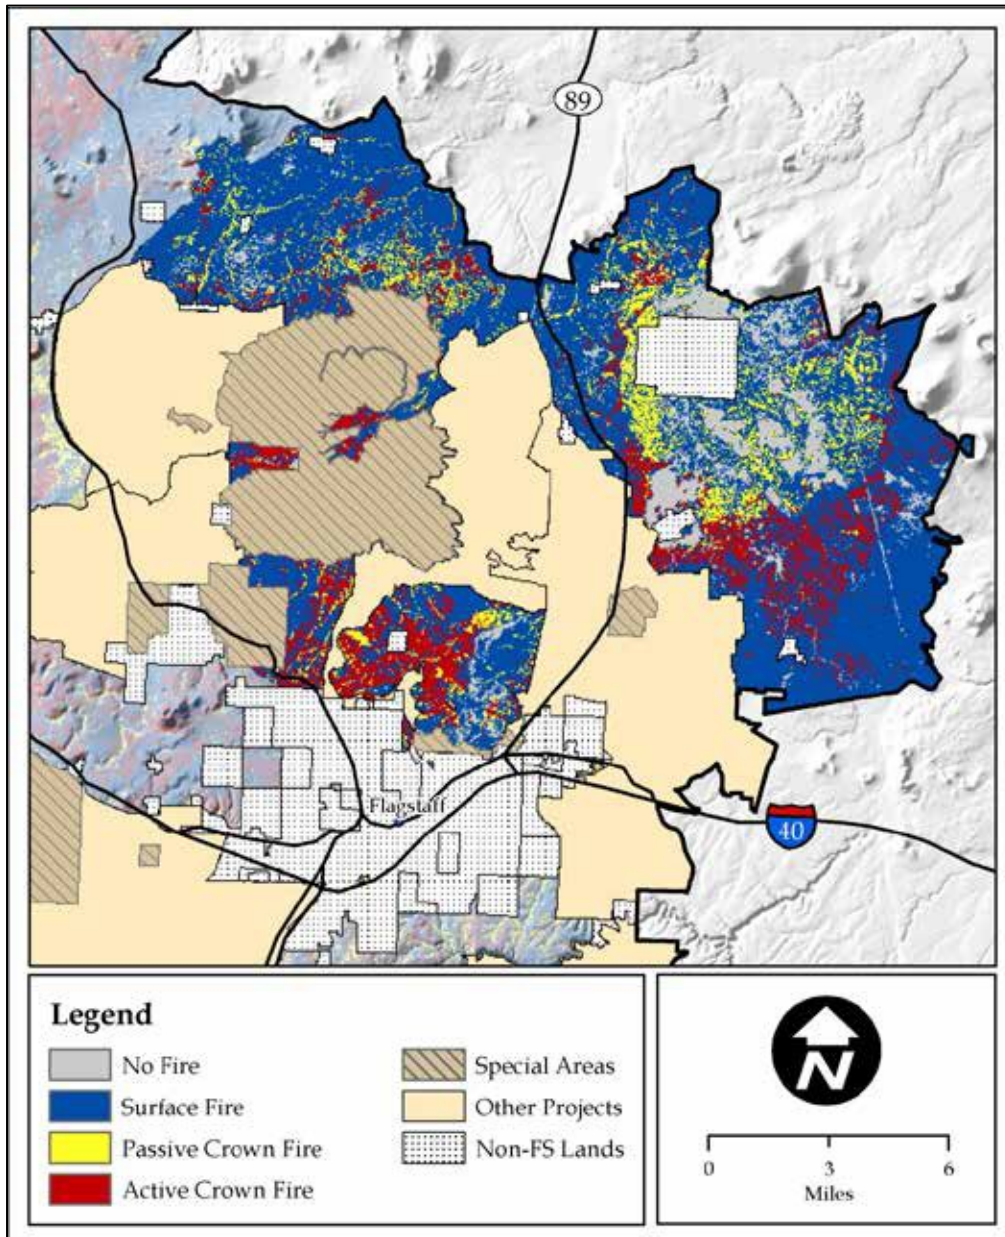 89
Flagstaff
40
Legend
No Fire
Surface Fire
Passive Crown Fire
Active Crown Fire
Special Areas
Other Projects
Non-FS Lands
N
0 3 6
Miles